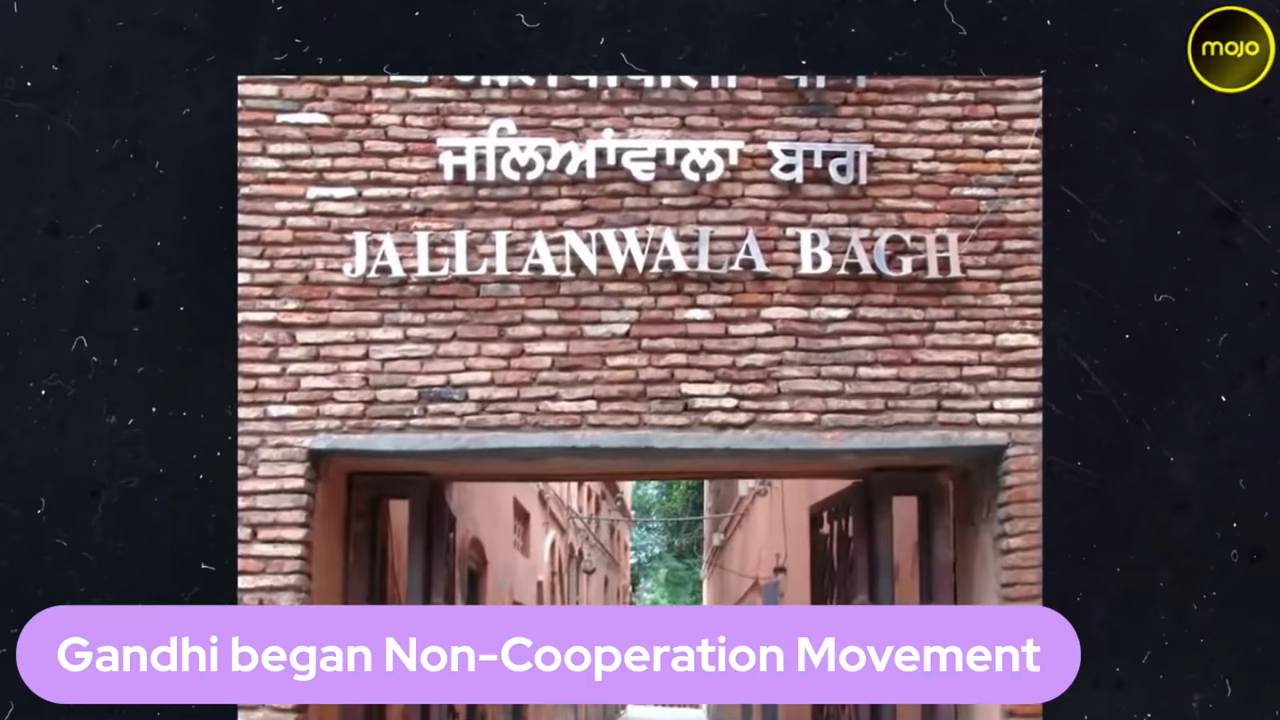 mojo
ਜਲਿਆਂਵਾਲਾ ਬਾਗ
JALLIANWALA BAGH
Gandhi began Non-Cooperation Movement